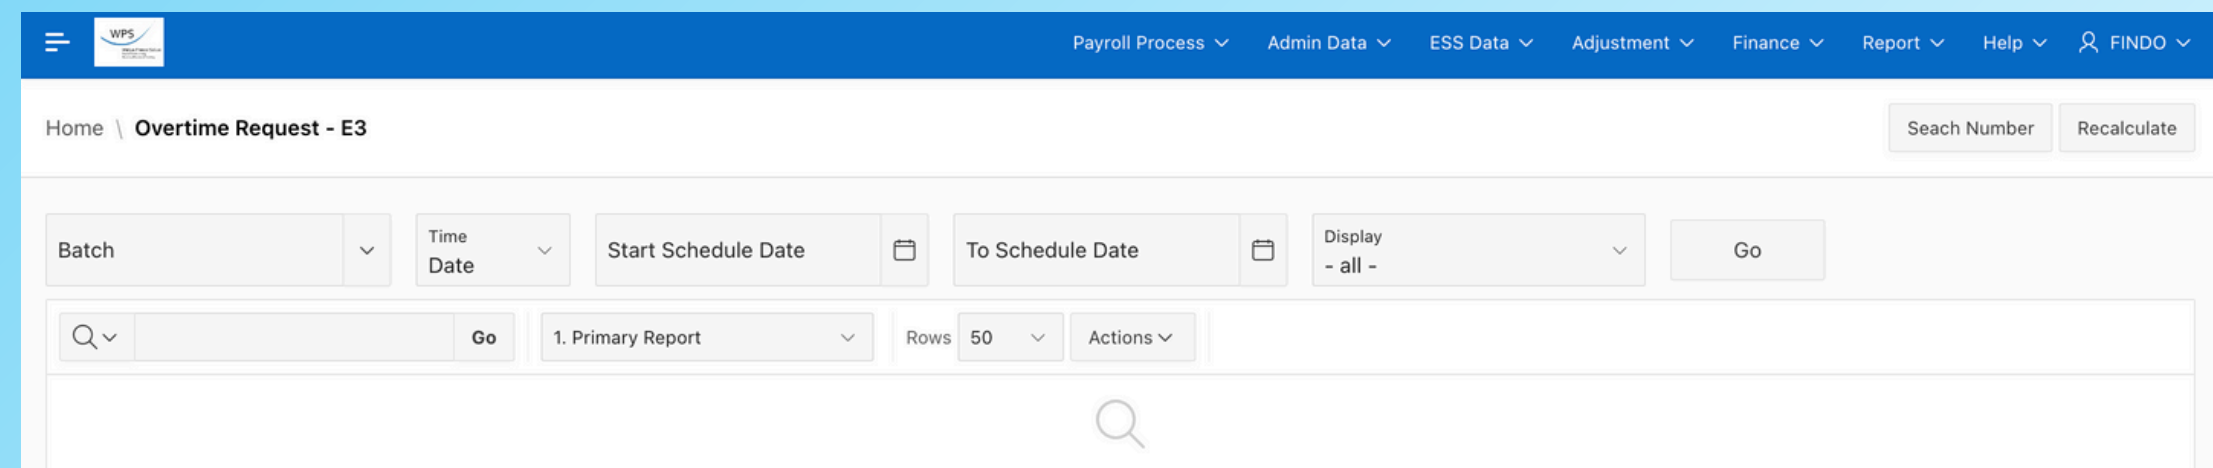 WPS
Payroll Process Admin Data ESS Data Adjustment Finance Report Help FINDO
Home \ Overtime Request - E3
Seach Number Recalculate
Batch
Time
Date
Start Schedule Date
To Schedule Date
Display
- all -
Go
Go
1. Primary Report
Rows 50
Actions